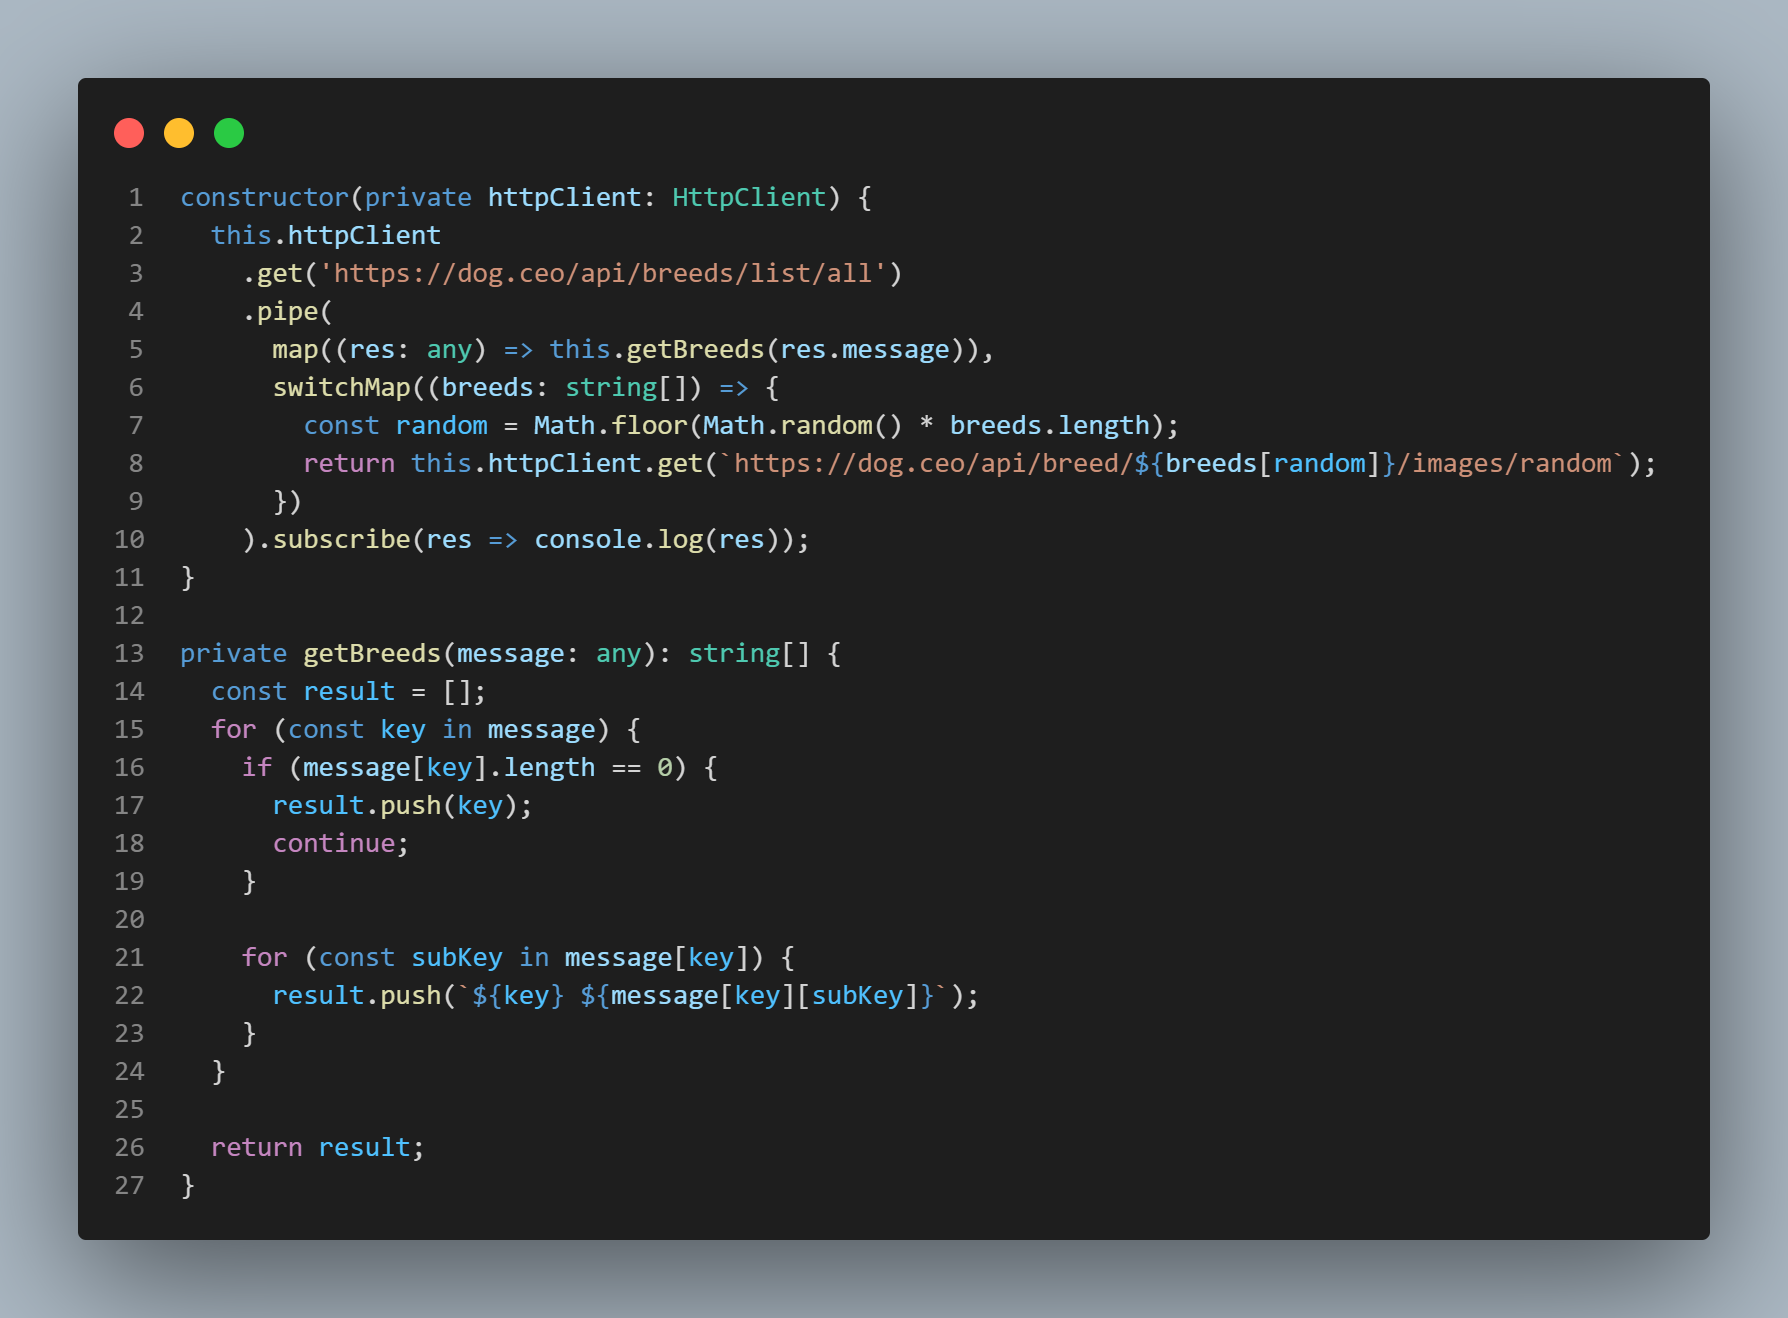 1 constructor(private httpClient: HttpClient) {
2   this.httpClient
3     .get('https://dog.ceo/api/breeds/list/all')
4     .pipe(
5       map((res: any) => this.getBreeds(res.message)),
6       switchMap((breeds: string[]) => {
7         const random = Math.floor(Math.random() * breeds.length);
8         return this.httpClient.get(`https://dog.ceo/api/breed/${breeds[random]}/images/random`);
9       })
10     ).subscribe(res => console.log(res));
11 }
12
13 private getBreeds(message: any): string[] {
14   const result = [];
15   for (const key in message) {
16     if (message[key].length == 0) {
17       result.push(key);
18       continue;
19     }
20
21     for (const subKey in message[key]) {
22       result.push(`${key} ${message[key][subKey]}`);
23     }
24   }
25
26   return result;
27 }